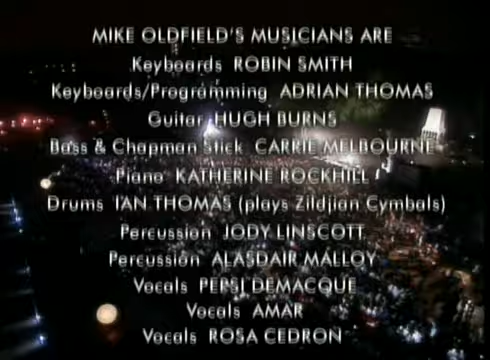 MIKE OLDFIELD'S MUSICIANS ARE
Keyboards ROBIN SMITH
Keyboards/Programming ADRIAN THOMAS
Guitar HUGH BURNS
Bass & Chapman Stick CARRIE MELBOURNE
Piano KATHERINE ROCKHILL
Drums IAN THOMAS (plays Zildjian Cymbals)
Percussion JODY LINSCOTT
Percussion ALASDAIR MALLOY
Vocals PEPSI DEMACQUE
Vocals AMAR
Vocals ROSA CEDRON